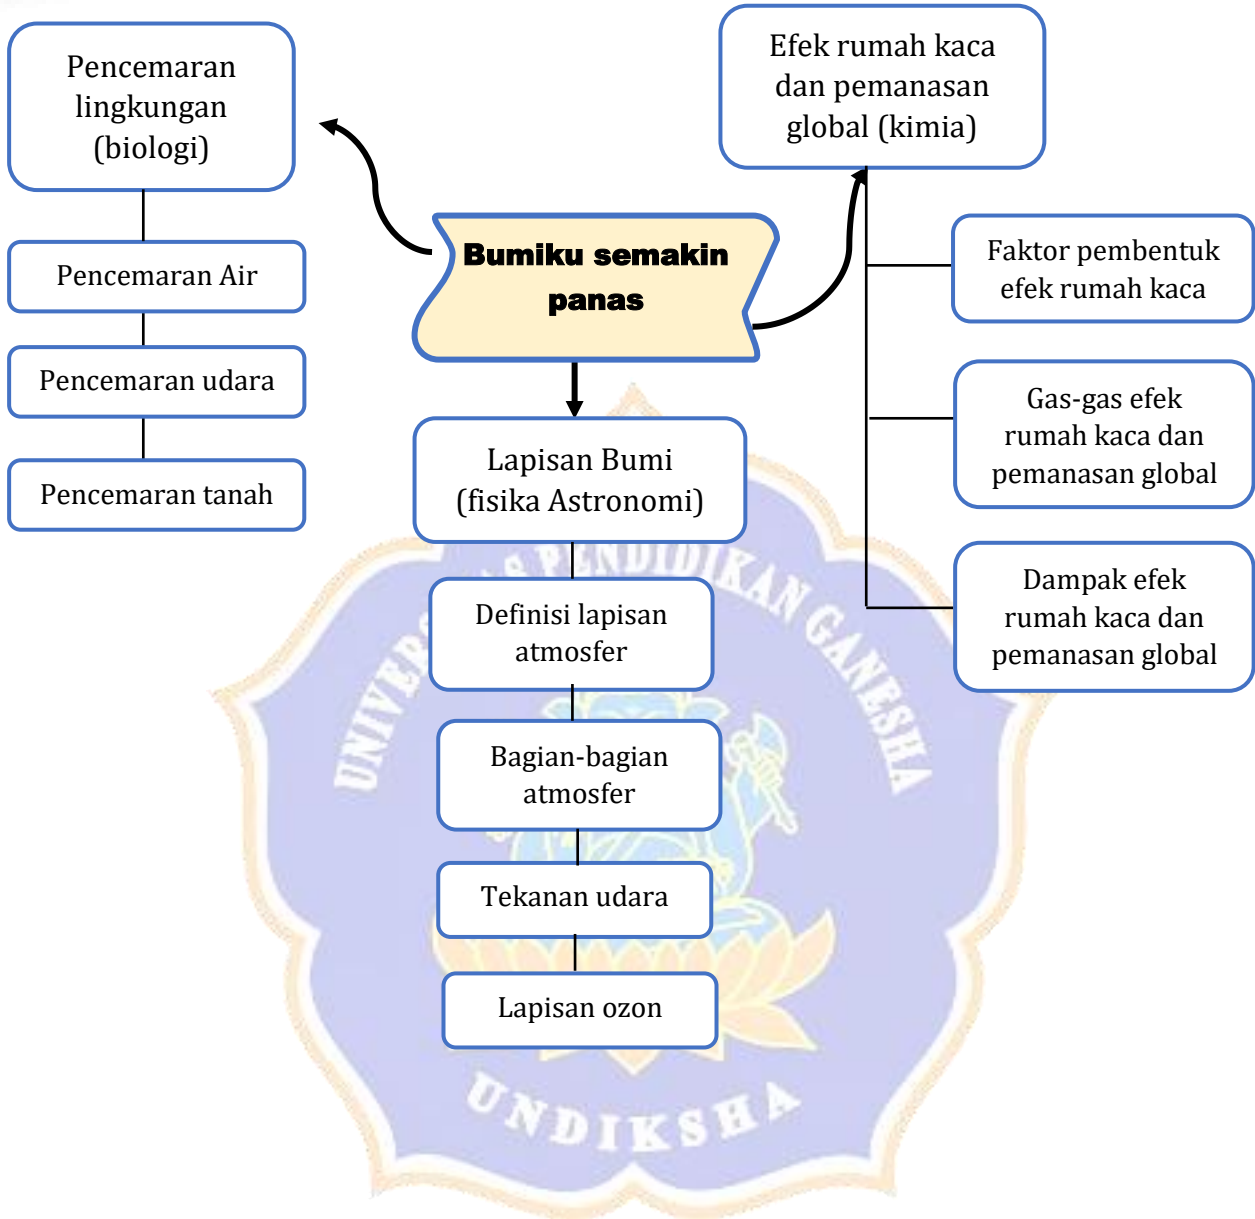 Pencemaran
lingkungan
(biologi)
Pencemaran Air
Pencemaran udara
Pencemaran tanah
Bumiku semakin
panas
Lapisan Bumi
(fisika Astronomi)
Definisi lapisan
atmosfer
Bagian-bagian
atmosfer
Tekanan udara
Lapisan ozon
Efek rumah kaca
dan pemanasan
global (kimia)
Faktor pembentuk
efek rumah kaca
Gas-gas efek
rumah kaca dan
pemanasan global
Dampak efek
rumah kaca dan
pemanasan global
PENDIDIKAN GANESHA
UNDIKSHA